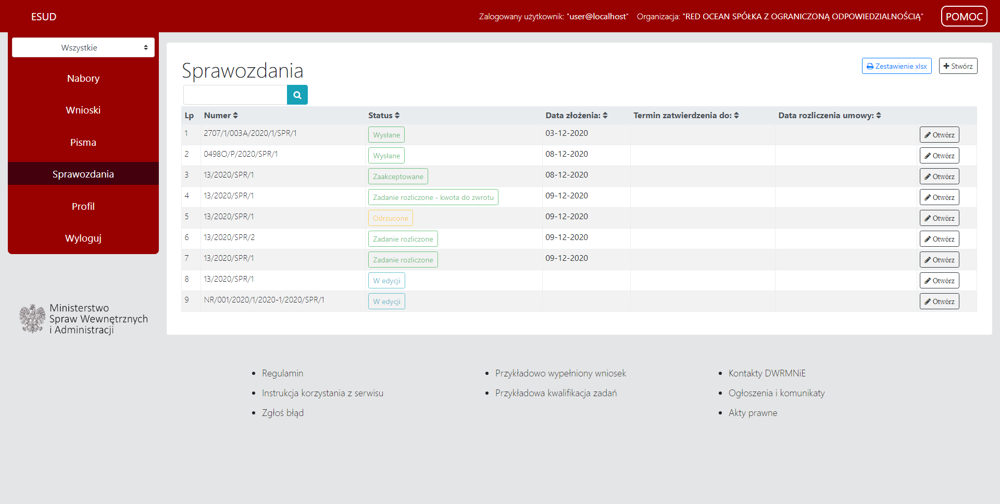 ESUD
Zalogowany użytkownik: "user@localhost" Organizacja: "RED OCEAN SPÓŁKA Z OGRANICZONĄ ODPOWIEDZIALNOŚCIĄ" POMOC
Wszystkie
Nabory
Wnioski
Pisma
Sprawozdania
Profil
Wyloguj
Ministerstwo
Spraw Wewnętrznych
i Administracji
Sprawozdania
Zestawienie xlsx Stwórz
Lp Numer Status Data złożenia: Termin zatwierdzenia do: Data rozliczenia umowy:
1 2707/1/003A/2020/1/SPR/1 Wysłane 03-12-2020 Otwórz
2 0498O/P/2020/SPR/1 Wysłane 08-12-2020 Otwórz
3 13/2020/SPR/1 Zaakceptowane 08-12-2020 Otwórz
4 13/2020/SPR/1 Zadanie rozliczone - kwota do zwrotu 09-12-2020 Otwórz
5 13/2020/SPR/1 Odrzucone 09-12-2020 Otwórz
6 13/2020/SPR/2 Zadanie rozliczone 09-12-2020 Otwórz
7 13/2020/SPR/1 Zadanie rozliczone 09-12-2020 Otwórz
8 13/2020/SPR/1 W edycji Otwórz
9 NR/001/2020/1/2020-1/2020/SPR/1 W edycji Otwórz
Regulamin
Instrukcja korzystania z serwisu
Zgłoś błąd
Przykładowo wypełniony wniosek
Przykładowa kwalifikacja zadań
Kontakty DWRMNiE
Ogłoszenia i komunikaty
Akty prawne